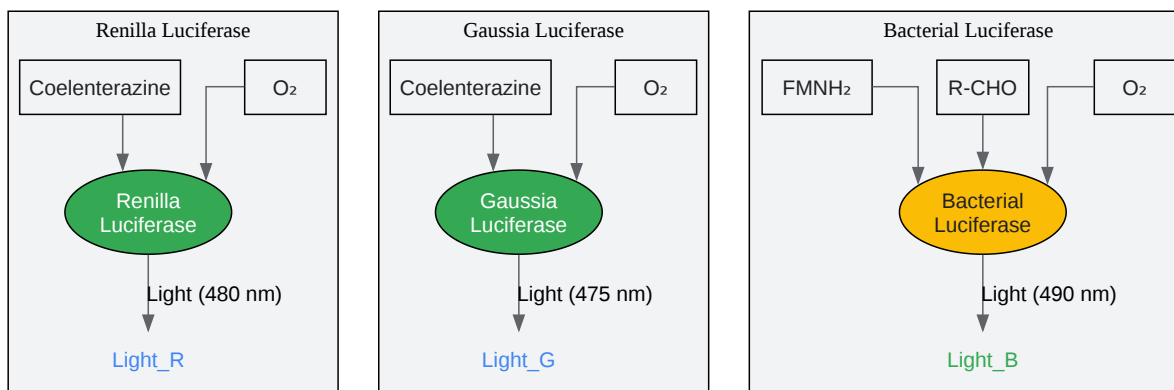 Renilla Luciferase
Coelenterazine
O₂
Renilla
Luciferase
Light (480 nm)
Light_R
Gaussia Luciferase
Coelenterazine
O₂
Gaussia
Luciferase
Light (475 nm)
Light_G
Bacterial Luciferase
FMNH₂
R-CHO
O₂
Bacterial
Luciferase
Light (490 nm)
Light_B